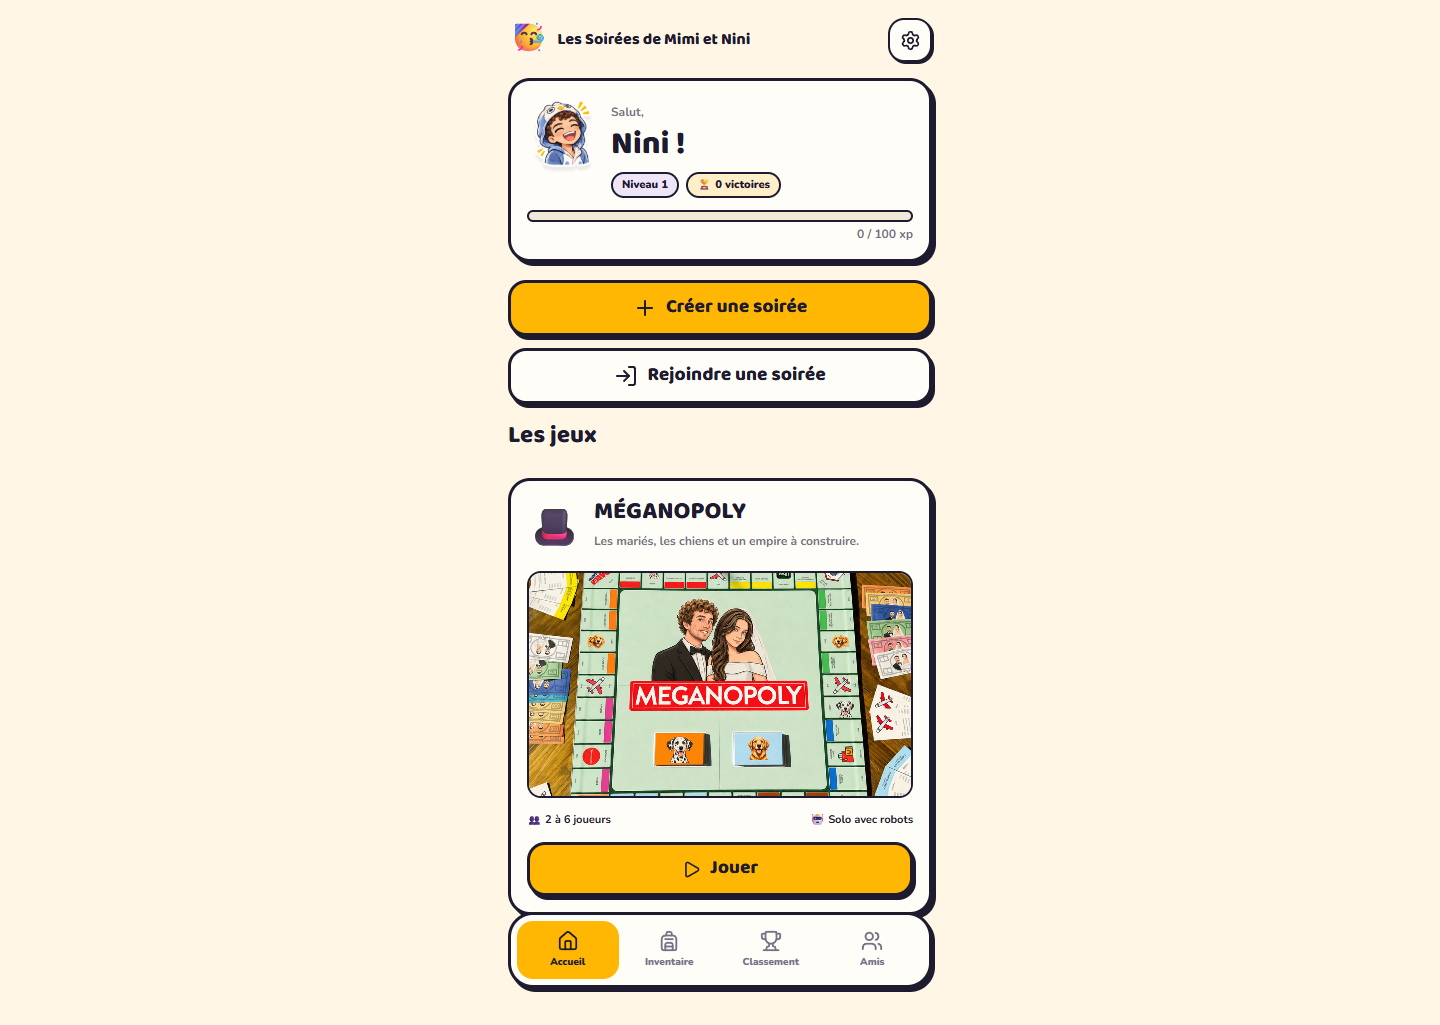 Les Soirées de Mimi et Nini
Salut,
Nini !
Niveau 1
0 victoires
0 / 100 xp
Créer une soirée
Rejoindre une soirée
Les jeux
MÉGANOPOLY
Les mariés, les chiens et un empire à construire.
MEGANOPOLY
2 à 6 joueurs
Solo avec robots
Jouer
Accueil
Inventaire
Classement
Amis